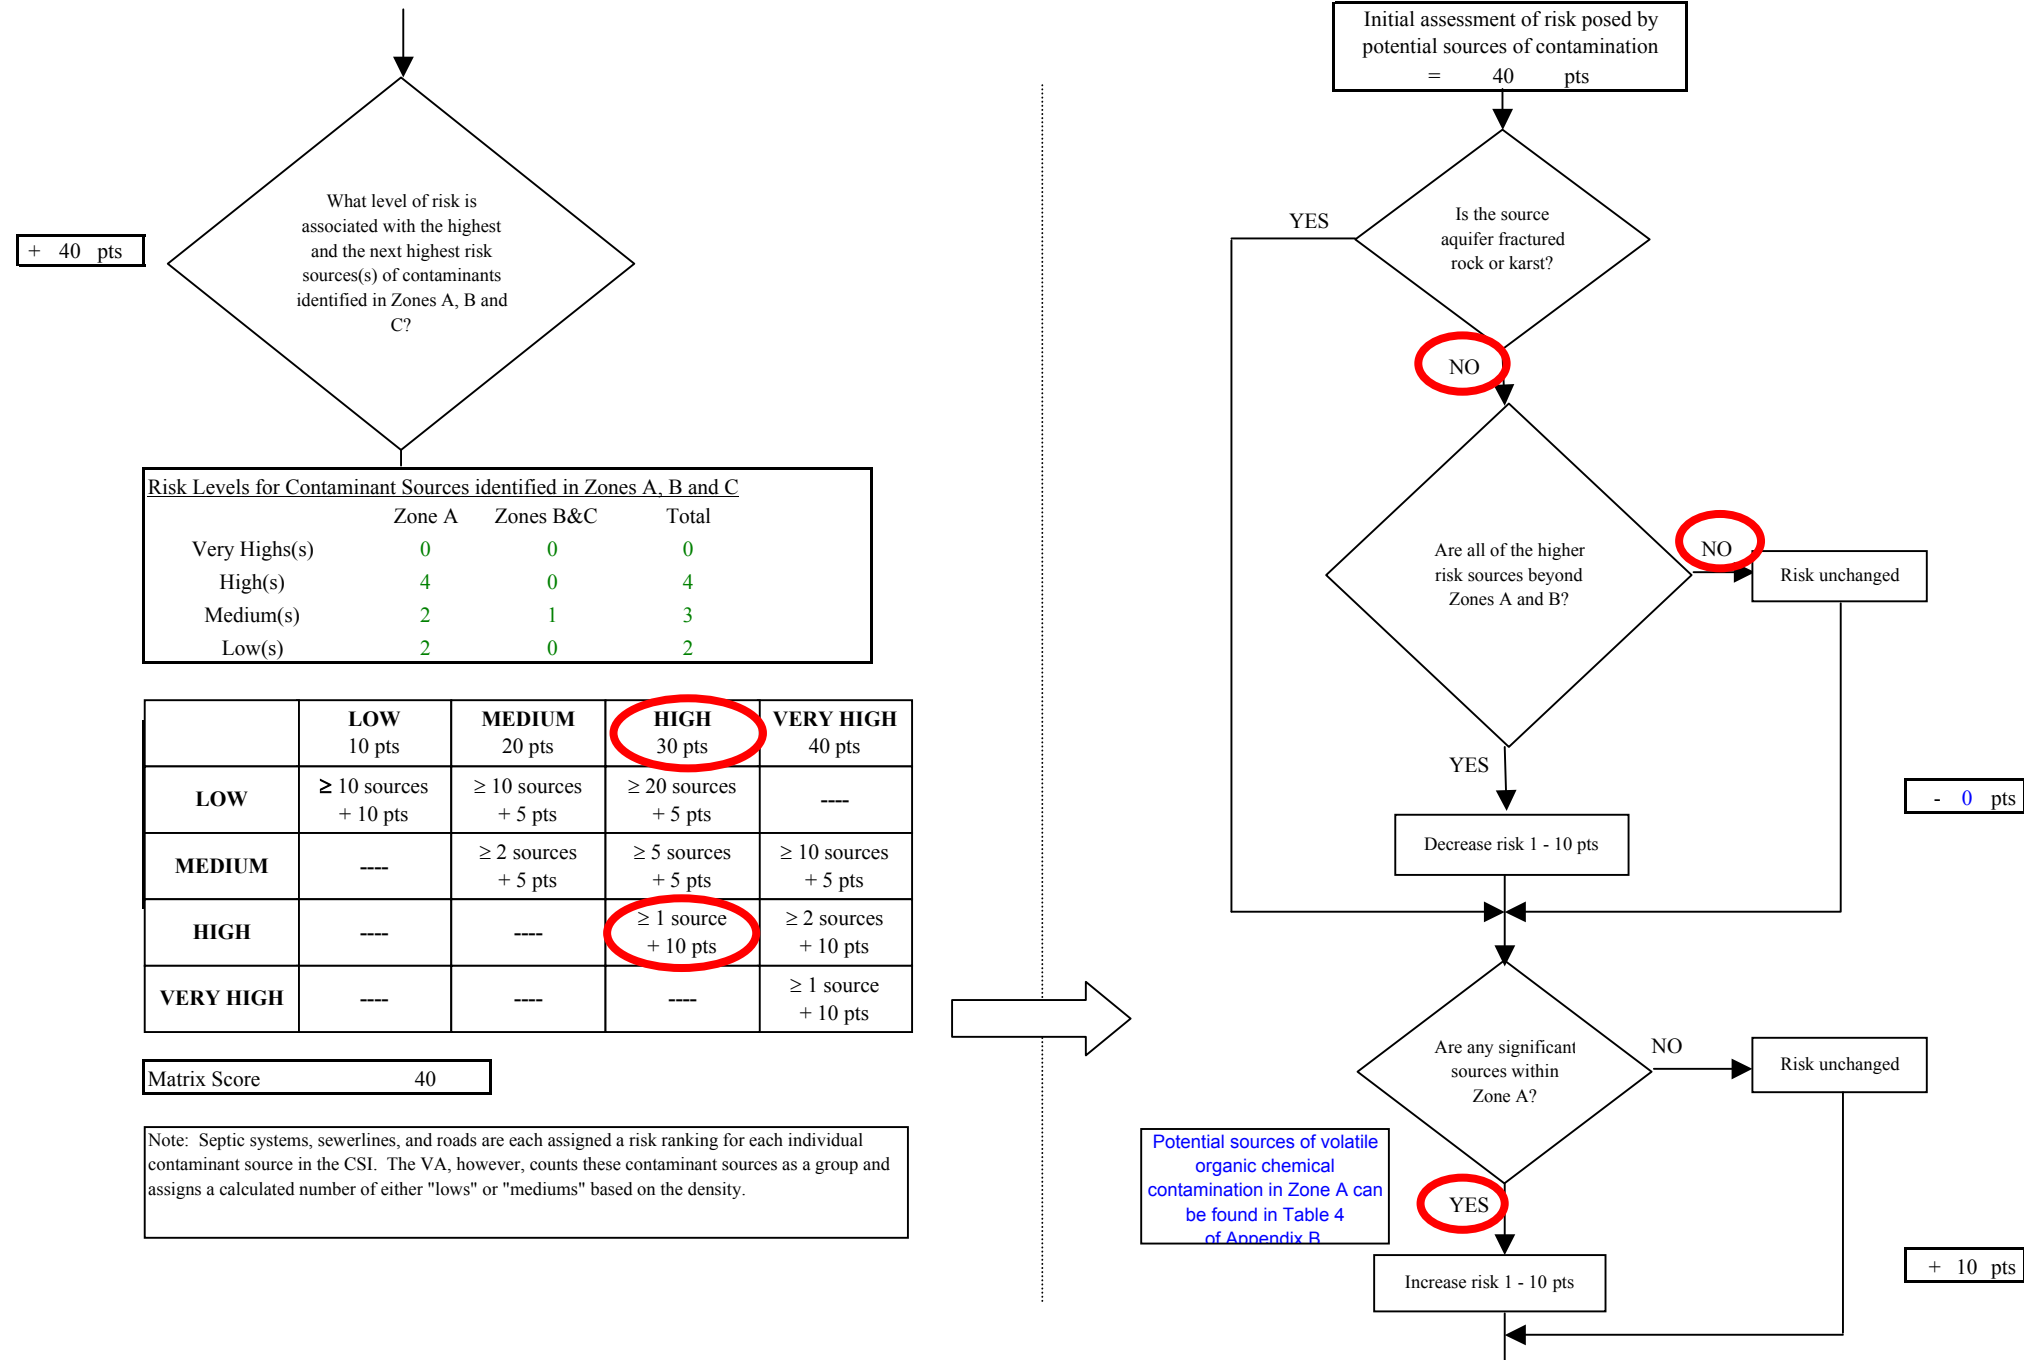 What level of risk is
associated with the highest
and the next highest risk
sources(s) of contaminants
identified in Zones A, B and
C?
+ 40 pts
Risk Levels for Contaminant Sources identified in Zones A, B and C
Zone A Zones B&C Total
Very Highs(s) 0 0 0
High(s) 4 0 4
Medium(s) 2 1 3
Low(s) 2 0 2
LOW MEDIUM HIGH VERY HIGH
10 pts 20 pts 30 pts 40 pts
LOW ≥ 10 sources ≥ 10 sources ≥ 20 sources ----
+ 10 pts + 5 pts + 5 pts
MEDIUM ---- ≥ 2 sources ≥ 5 sources ≥ 10 sources
+ 5 pts + 5 pts + 5 pts
HIGH ---- ---- ≥ 1 source ≥ 2 sources
+ 10 pts + 10 pts
VERY HIGH ---- ---- ---- ≥ 1 source
+ 10 pts
Matrix Score 40
Note: Septic systems, sewerlines, and roads are each assigned a risk ranking for each individual
contaminant source in the CSI. The VA, however, counts these contaminant sources as a group and
assigns a calculated number of either "lows" or "mediums" based on the density.
Initial assessment of risk posed by
potential sources of contamination
= 40 pts
Is the source
aquifer fractured
rock or karst?
YES
NO
Are all of the higher
risk sources beyond
Zones A and B?
NO
Risk unchanged
YES
- 0 pts
Decrease risk 1 - 10 pts
Are any significant
sources within
Zone A?
NO
Risk unchanged
Potential sources of volatile
organic chemical
contamination in Zone A can
be found in Table 4
of Appendix B
YES
+ 10 pts
Increase risk 1 - 10 pts